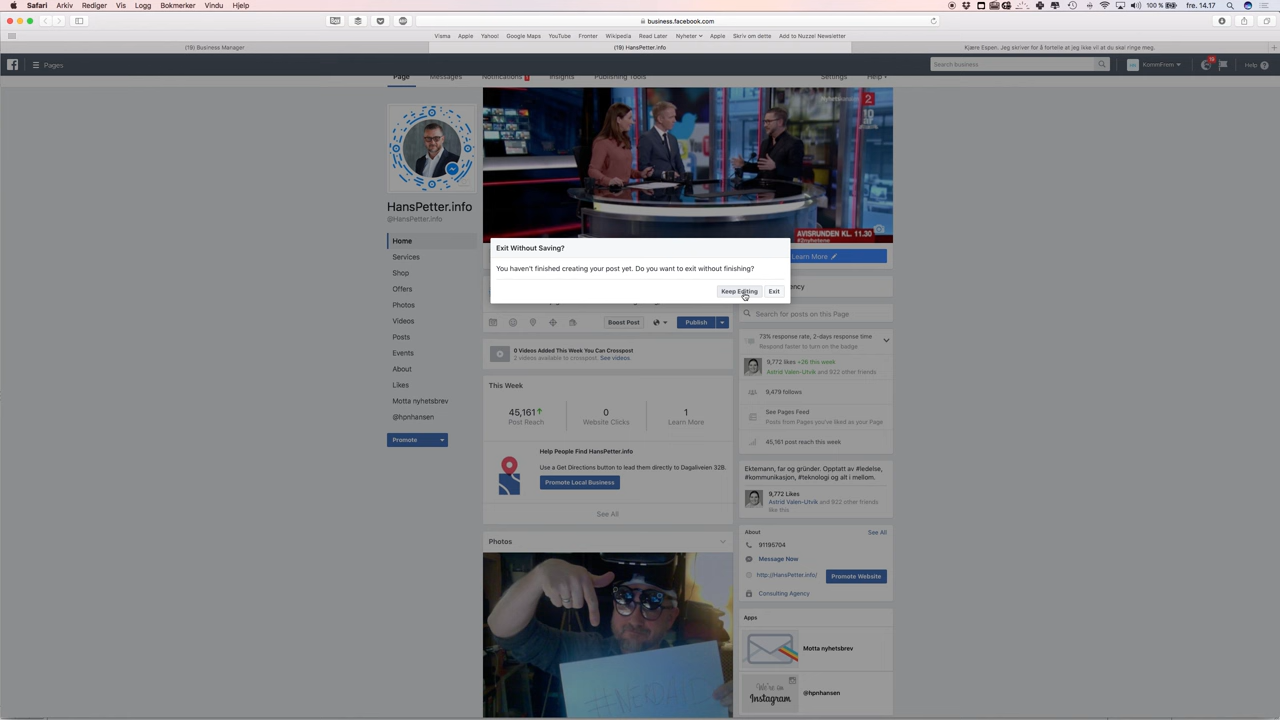 Safari Arkiv Rediger Vis Logg Bokmerker Vindu Hjelp
100 % fre. 14.17
business.facebook.com
Visma Apple Yahoo! Google Maps YouTube Fronter Wikipedia Read Later Nyheter Apple Skriv om dette Add to Nuzzel Newsletter
(19) Business Manager (19) HansPetter.info Kjære Espen. Jeg skriver for å fortelle at jeg ikke vil at du skal ringe meg.
Pages Search business Help
Page Messages Notifications Insights Publishing Tools Settings Help
Nyhetskanalen 2
AVISRUNDEN KL. 11.30
#2nyhetene
HansPetter.info
@HansPetter.info
Home
Services
Shop
Offers
Photos
Videos
Posts
Events
About
Likes
Motta nyhetsbrev
@hpnhansen
Promote
Exit Without Saving?
You haven't finished creating your post yet. Do you want to exit without finishing?
Keep Editing Exit
Learn More
Boost Post Publish
0 Videos Added This Week You Can Crosspost
2 videos available to crosspost. See videos.
This Week
45,161 0 1
Post Reach Website Clicks Learn More
Help People Find HansPetter.info
Use a Get Directions button to lead them directly to Dagaliveien 32B.
Promote Local Business
See All
Photos
Search for posts on this Page
73% response rate, 2-days response time
Respond faster to turn on the badge
9,772 likes +26 this week
Astrid Valen-Utvik and 922 other friends
9,479 follows
See Pages Feed
Posts from Pages you've liked as your Page
45,161 post reach this week
Ektemann, far og gründer. Opptatt av #ledelse,
#kommunikasjon, #teknologi og alt i mellom.
9,772 Likes
Astrid Valen-Utvik and 922 other friends
like this
About See All
91195704
Message Now
http://HansPetter.info/ Promote Website
Consulting Agency
Apps
Motta nyhetsbrev
We're on
Instagram
@hpnhansen